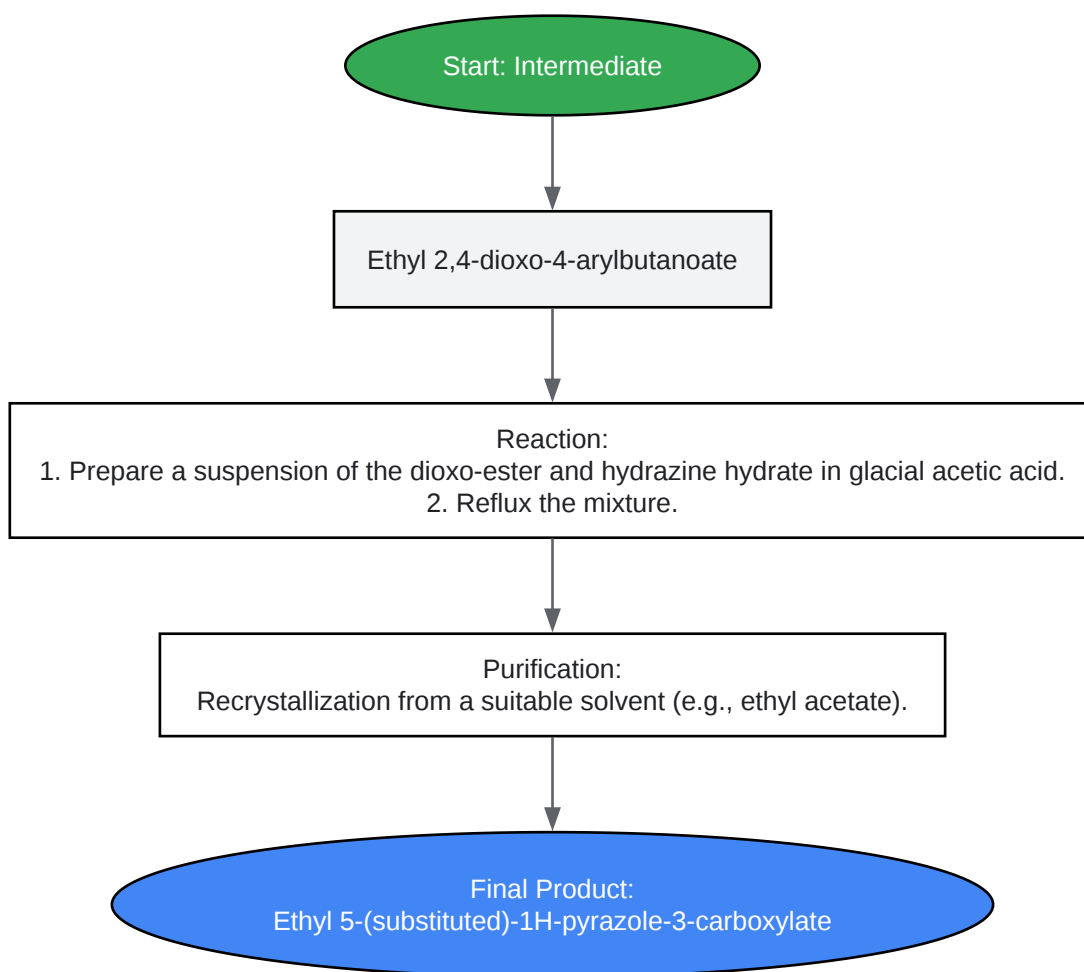 Start: Intermediate
Ethyl 2,4-dioxo-4-arylbutanoate
Reaction:
1. Prepare a suspension of the dioxo-ester and hydrazine hydrate in glacial acetic acid.
2. Reflux the mixture.
Purification:
Recrystallization from a suitable solvent (e.g., ethyl acetate).
Final Product:
Ethyl 5-(substituted)-1H-pyrazole-3-carboxylate